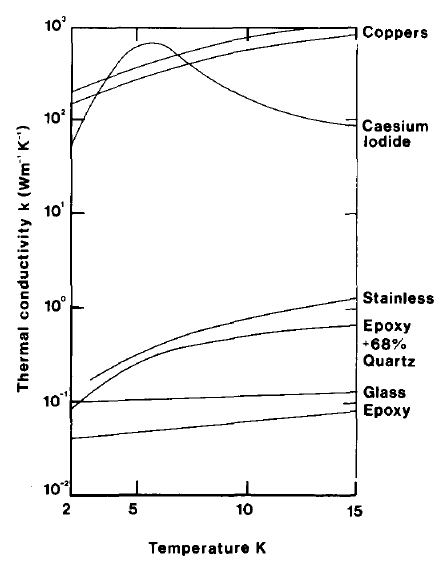 10³
Coppers
10²
Caesium
Iodide
10¹
Thermal conductivity k (Wm⁻¹ K⁻¹)
Stainless
10⁰
Epoxy
+68%
Quartz
Glass
10⁻¹
Epoxy
10⁻²
2 5 10 15
Temperature K